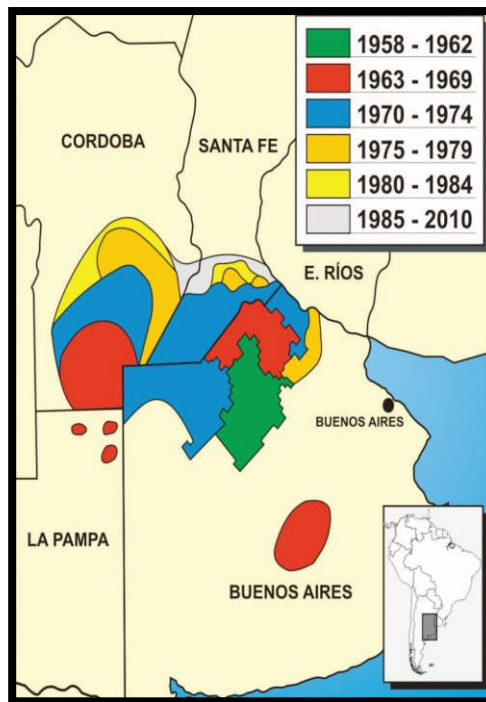 1958 - 1962
1963 - 1969
1970 - 1974
1975 - 1979
1980 - 1984
1985 - 2010
CORDOBA
SANTA FE
E. RÍOS
BUENOS AIRES
LA PAMPA
BUENOS AIRES